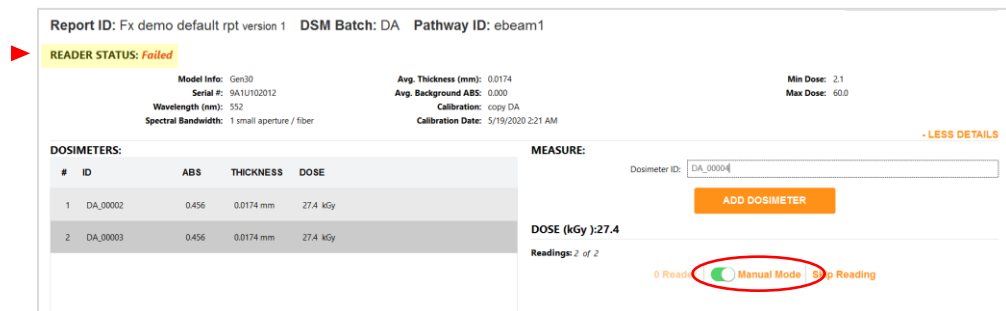 Report ID: Fx demo default rpt version 1 DSM Batch: DA Pathway ID: ebeam1
READER STATUS: Failed
Model Info: Gen30 Avg. Thickness (mm): 0.0174 Min Dose: 2.1
Serial #: 9A1U102012 Avg. Background ABS: 0.000 Max Dose: 60.0
Wavelength (nm): 552 Calibration: copy DA
Spectral Bandwidth: 1 small aperture / fiber Calibration Date: 5/19/2020 2:21 AM
- LESS DETAILS
DOSIMETERS:
# ID ABS THICKNESS DOSE
1 DA_00002 0.456 0.0174 mm 27.4 kGy
2 DA_00003 0.456 0.0174 mm 27.4 kGy
MEASURE:
Dosimeter ID: DA_00004
ADD DOSIMETER
DOSE (kGy ):27.4
Readings: 2 of 2
0 Manual Mode Skip Reading